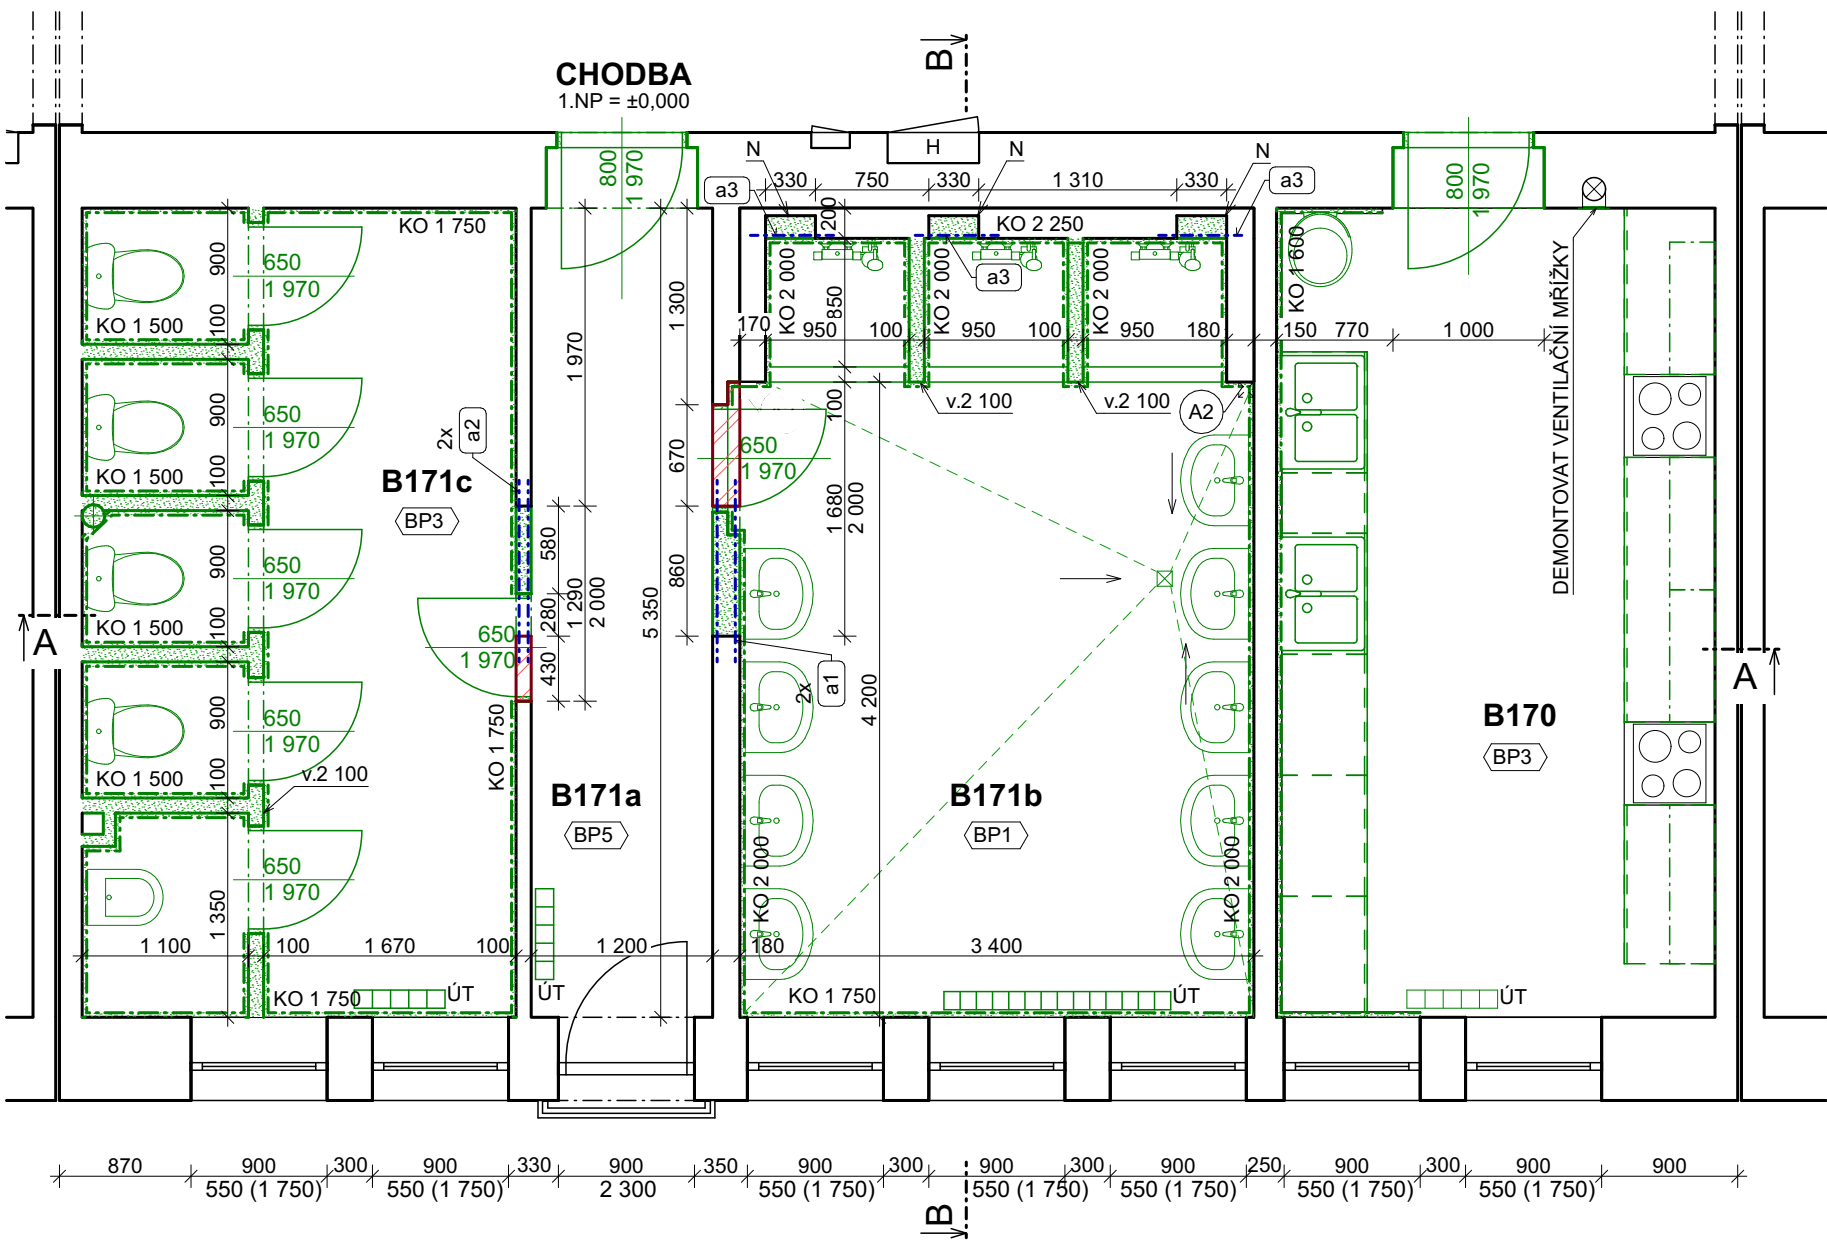 CHODBA
1.NP = ±0,000
B
H
N
N
N
a3
a3
a3
330
750
330
1 310
330
200
KO 2 250
800
1 970
800
1 970
KO 1 750
KO 2 000
KO 2 000
KO 2 000
KO 1 600
DEMONTOVAT VENTILAČNÍ MŘÍŽKY
900
650
1 970
KO 1 500
100
1 300
1 970
850
170
950
100
950
100
950
180
150
770
1 000
900
650
1 970
KO 1 500
100
v.2 100
v.2 100
A2
100
2x
a2
B171c
BP3
650
1 970
670
1 680
2 000
900
650
1 970
KO 1 500
100
580
1 290
2 000
280
430
5 350
860
650
1 970
2x
a1
4 200
A
A
900
650
1 970
KO 1 500
100
v.2 100
KO 1 750
B171a
BP5
B171b
BP1
B170
BP3
650
1 970
1 350
KO 2 000
KO 2 000
1 100
100
1 670
100
1 200
180
3 400
KO 1 750
ÚT
ÚT
KO 1 750
ÚT
ÚT
870
900
300
900
330
900
350
900
300
900
300
900
250
900
300
900
900
550 (1 750)
550 (1 750)
2 300
550 (1 750)
550 (1 750)
550 (1 750)
550 (1 750)
550 (1 750)
B